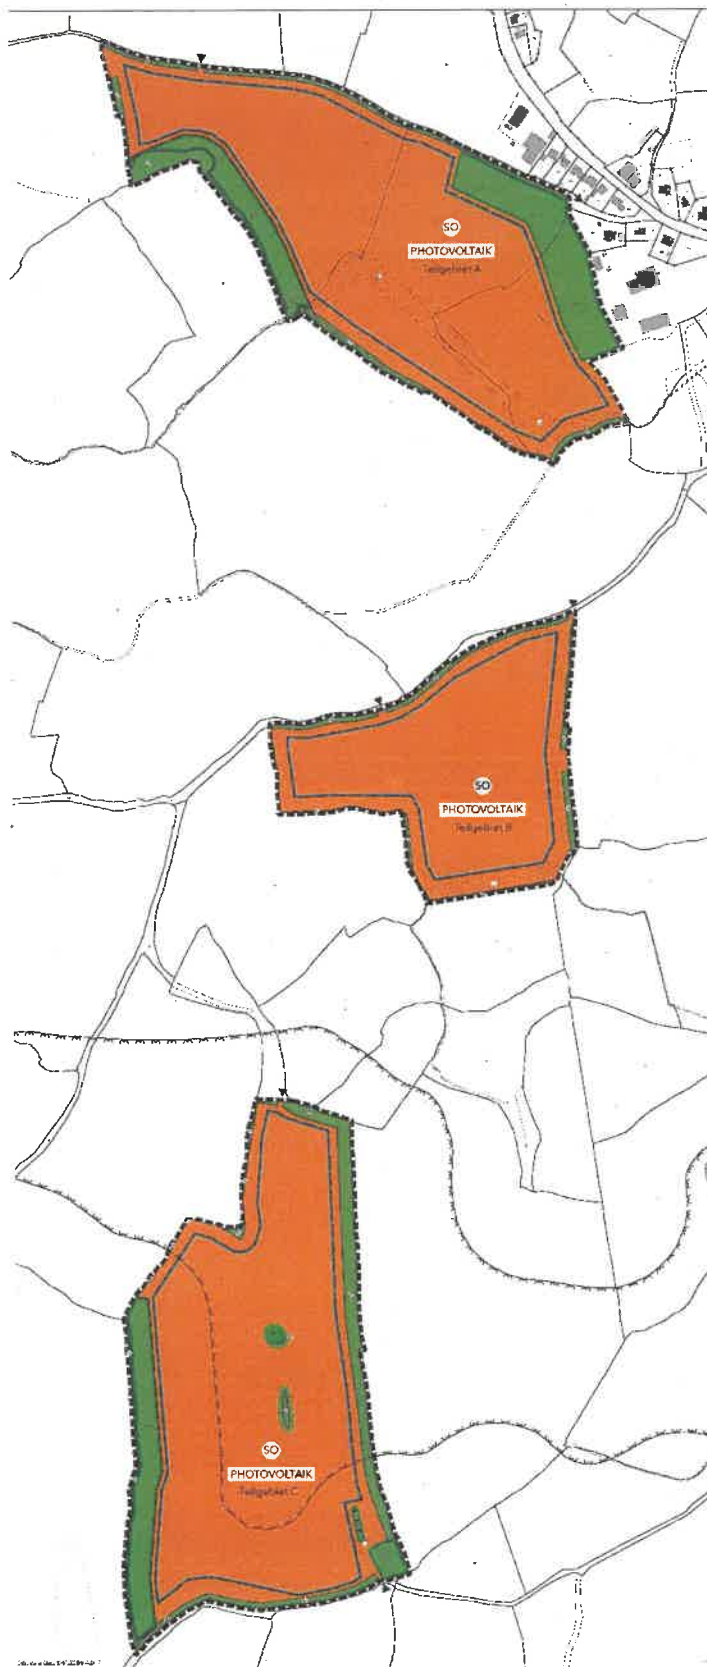 SO
PHOTOVOLTAIK
Teilgebiet A
SO
PHOTOVOLTAIK
Teilgebiet B
SO
PHOTOVOLTAIK
Teilgebiet C